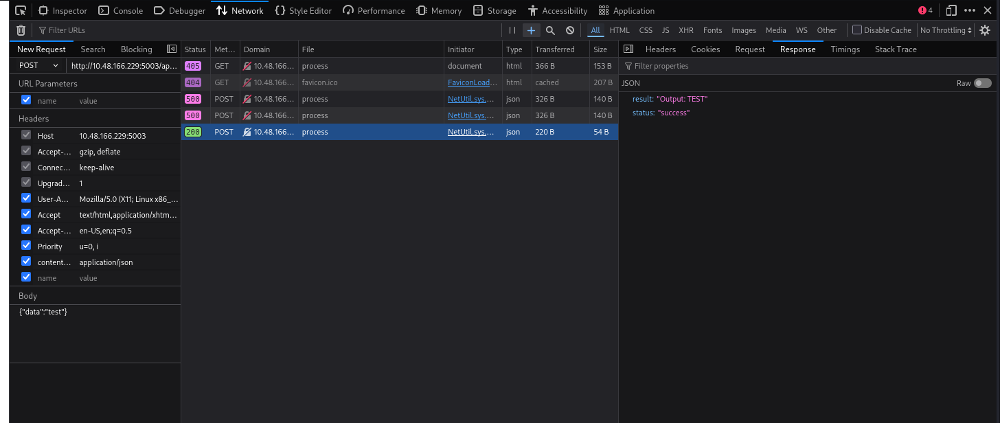 Inspector Console Debugger Network Style Editor Performance Memory Storage Accessibility Application 4
Filter URLs All HTML CSS JS XHR Fonts Images Media WS Other Disable Cache No Throttling
New Request Search Blocking
POST http://10.48.166.229:5003/ap...
URL Parameters
name value
Headers
Host 10.48.166.229:5003
Accept-... gzip, deflate
Connec... keep-alive
Upgrad... 1
User-A... Mozilla/5.0 (X11; Linux x86_...
Accept text/html,application/xhtm...
Accept-... en-US,en;q=0.5
Priority u=0, i
content... application/json
name value
Body
{"data":"test"}
Status Met... Domain File Initiator Type Transferred Size
405 GET 10.48.166... process document html 366 B 153 B
404 GET 10.48.166... favicon.ico FaviconLoad... html cached 207 B
500 POST 10.48.166... process NetUtil.sys.... json 326 B 140 B
500 POST 10.48.166... process NetUtil.sys.... json 326 B 140 B
200 POST 10.48.166... process NetUtil.sys.... json 220 B 54 B
Headers Cookies Request Response Timings Stack Trace
Filter properties
JSON Raw
result: "Output: TEST"
status: "success"